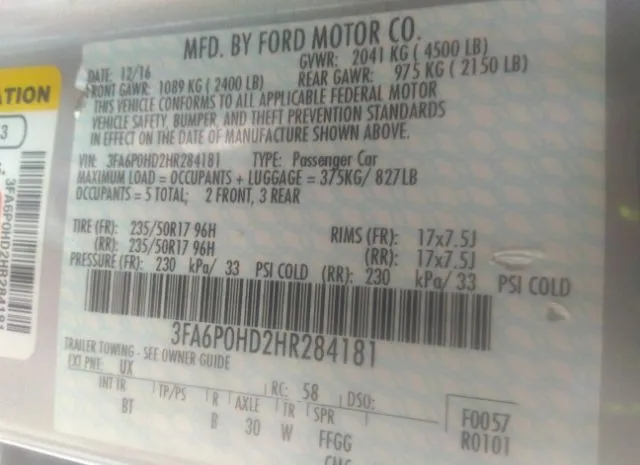 MFD. BY FORD MOTOR CO.
DATE: 12/16 GVWR: 2041 KG ( 4500 LB)
FRONT GAWR: 1089 KG ( 2400 LB) REAR GAWR: 975 KG ( 2150 LB)
THIS VEHICLE CONFORMS TO ALL APPLICABLE FEDERAL MOTOR
VEHICLE SAFETY, BUMPER, AND THEFT PREVENTION STANDARDS
IN EFFECT ON THE DATE OF MANUFACTURE SHOWN ABOVE.
VIN: 3FA6P0HD2HR284181 TYPE: Passenger Car
MAXIMUM LOAD = OCCUPANTS + LUGGAGE = 375KG/ 827LB
OCCUPANTS = 5 TOTAL; 2 FRONT, 3 REAR
TIRE (FR): 235/50R17 96H RIMS (FR): 17x7.5J
(RR): 235/50R17 96H (RR): 17x7.5J
PRESSURE (FR): 230 kPa/ 33 PSI COLD (RR): 230 kPa/ 33 PSI COLD
3FA6P0HD2HR284181
TRAILER TOWING - SEE OWNER GUIDE
EXT PNT: UX RC: 58 DSO:
INT TR TP/PS R AXLE TR SPR F0057
BT B 30 W FFGG R0101
ATION
3
3FA6P0HD2HR284181